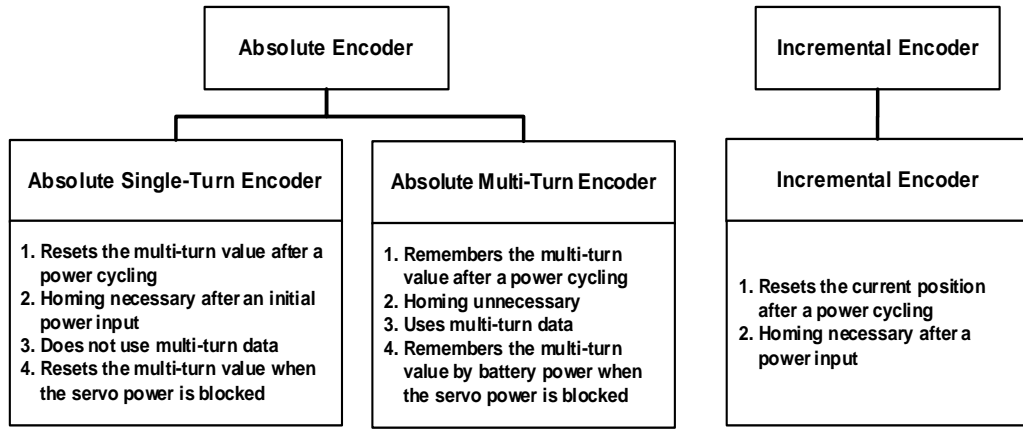 Absolute Encoder
Incremental Encoder
Absolute Single-Turn Encoder
1. Resets the multi-turn value after a
power cycling
2. Homing necessary after an initial
power input
3. Does not use multi-turn data
4. Resets the multi-turn value when
the servo power is blocked
Absolute Multi-Turn Encoder
1. Remembers the multi-turn
value after a power cycling
2. Homing unnecessary
3. Uses multi-turn data
4. Remembers the multi-turn
value by battery power when
the servo power is blocked
Incremental Encoder
1. Resets the current position
after a power cycling
2. Homing necessary after a
power input